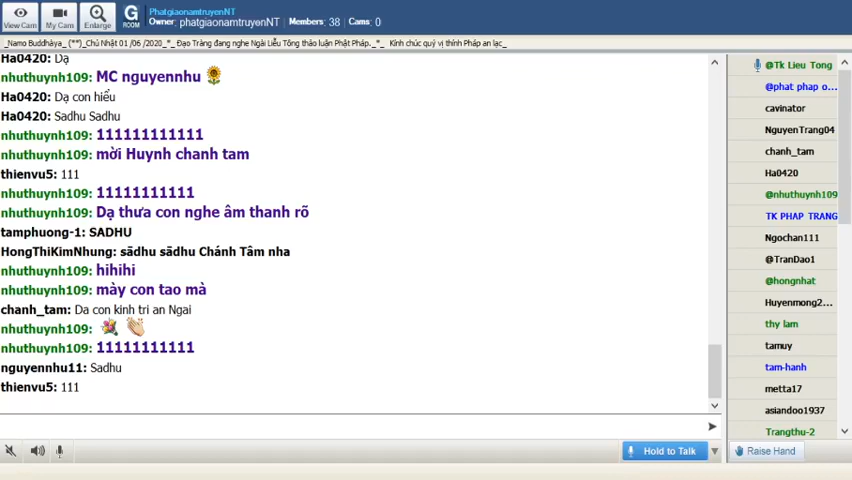 View Cam
My Cam
Enlarge
G
ROOM
PhatgiaonamtruyenNT
Owner: phatgiaonamtruyenNT Members: 38 Cams: 0
_Namo Buddhàya_ (**)_Chủ Nhật 01 /06 /2020_*_ Đạo Tràng đang nghe Ngài Liễu Tông thảo luận Phật Pháp._*_ Kính chúc quý vị thính Pháp an lạc_
Ha0420: Dạ
nhuthuynh109: MC nguyennhu
Ha0420: Dạ con hiểu
Ha0420: Sadhu Sadhu
nhuthuynh109: 111111111111
nhuthuynh109: mời Huynh chanh tam
thienvu5: 111
nhuthuynh109: 11111111111
nhuthuynh109: Dạ thưa con nghe âm thanh rõ
tamphuong-1: SADHU
HongThiKimNhung: sādhu sādhu Chánh Tâm nha
nhuthuynh109: hihihi
nhuthuynh109: mày con tao mà
chanh_tam: Da con kinh tri an Ngai
nhuthuynh109:
nhuthuynh109: 11111111111
nguyennhu11: Sadhu
thienvu5: 111
Hold to Talk
@Tk Lieu Tong
@phat phap o...
cavinator
NguyenTrang04
chanh_tam
Ha0420
@nhuthuynh109
TK PHAP TRANG
Ngochan111
@TranDao1
@hongnhat
Huyenmong2...
thy lam
tamuy
tam-hanh
metta17
asiandoo1937
Trangthu-2
Raise Hand